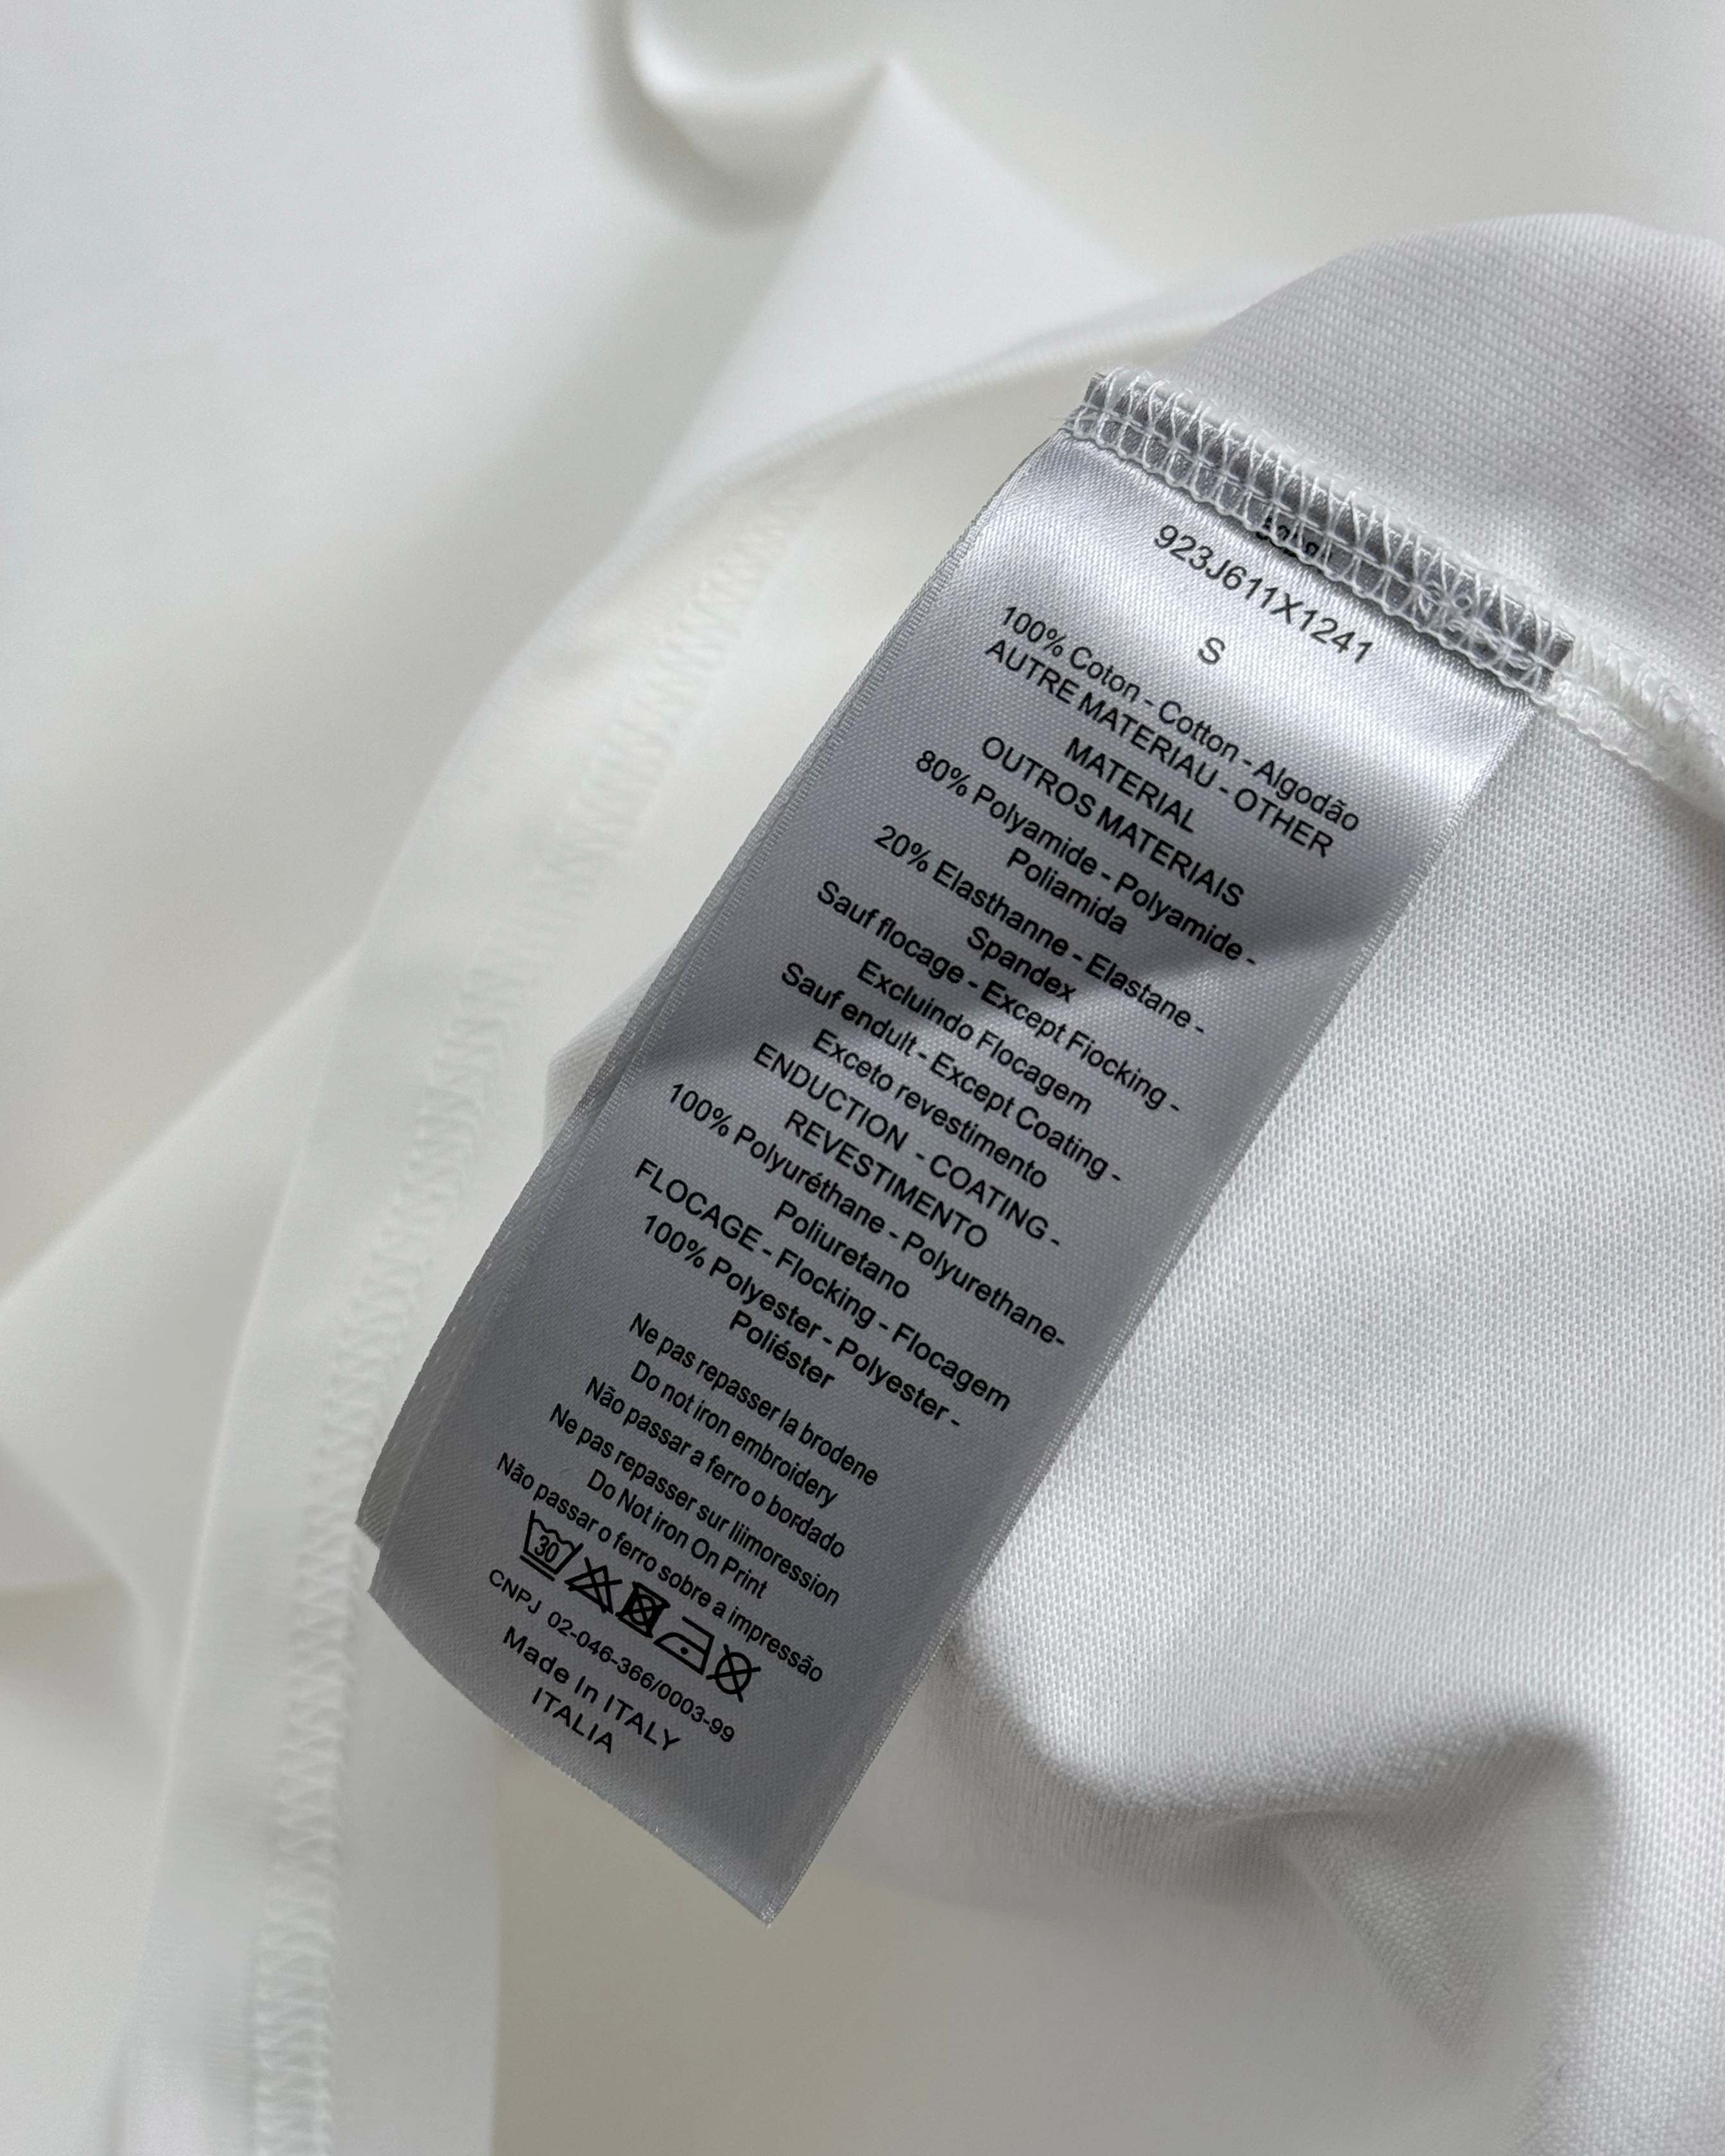 923J611X1241
S
100% Coton - Cotton - Algodão
AUTRE MATERIAU - OTHER
MATERIAL
OUTROS MATERIAIS
80% Polyamide - Polyamide -
Poliamida
20% Elasthanne - Elastane -
Spandex
Sauf flocage - Except Fiocking -
Excluindo Flocagem
Sauf endult - Except Coating -
Exceto revestimento
ENDUCTION - COATING -
REVESTIMENTO
100% Polyuréthane - Polyurethane-
Poliuretano
FLOCAGE - Flocking - Flocagem
100% Polyester - Polyester -
Poliéster
Ne pas repasser la brodene
Do not iron embroidery
Não passar a ferro o bordado
Ne pas repasser sur liimoression
Do Not iron On Print
Não passar o ferro sobre a impressão
30
CNPJ 02-046-366/0003-99
Made In ITALY
ITALIA